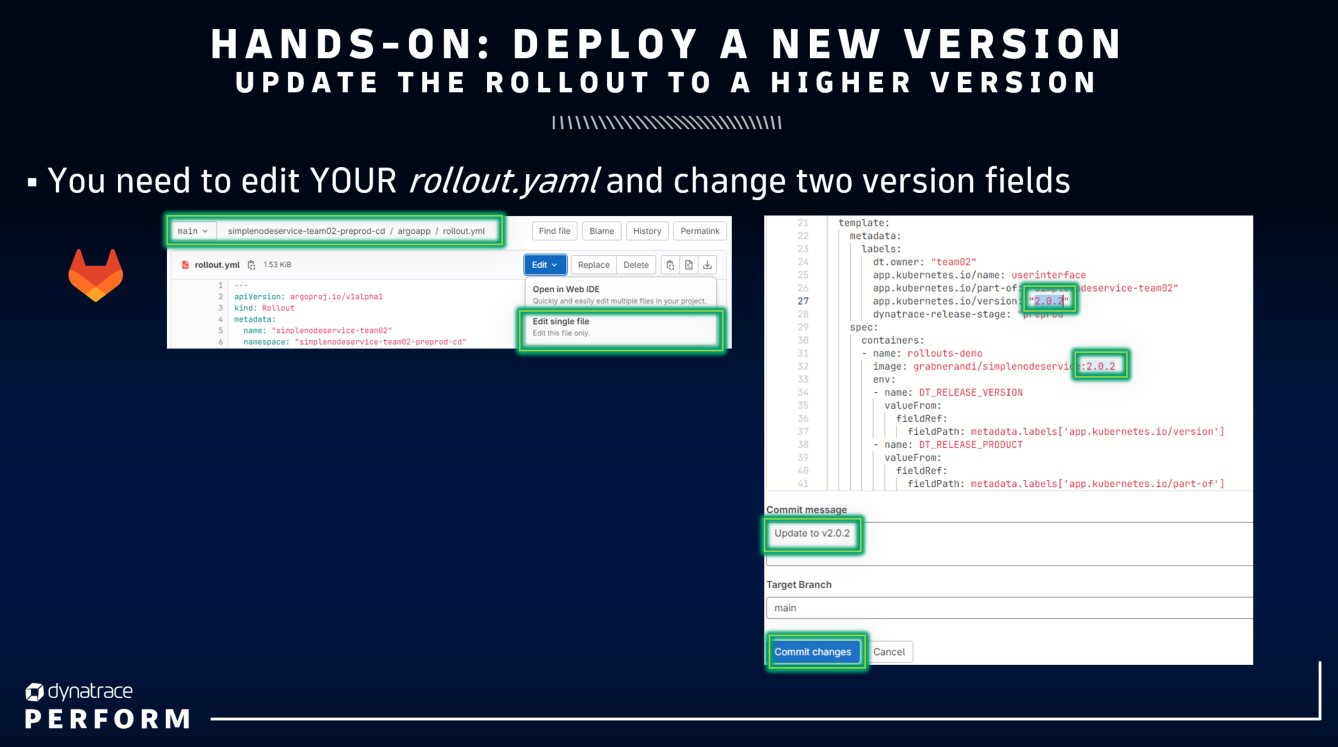 HANDS-ON: DEPLOY A NEW VERSION
UPDATE THE ROLLOUT TO A HIGHER VERSION
▪ You need to edit YOUR rollout.yaml and change two version fields
main simplenodeservice-team02-preprod-cd / argoapp / rollout.yml
Find file Blame History Permalink
rollout.yml 1.53 KiB
Edit Replace Delete
Open in Web IDE
Quickly and easily edit multiple files in your project.
Edit single file
Edit this file only.
1 ---
2 apiVersion: argoproj.io/v1alpha1
3 kind: Rollout
4 metadata:
5 name: "simplenodeservice-team02"
6 namespace: "simplenodeservice-team02-preprod-cd"
21 template:
22 metadata:
23 labels:
24 dt.owner: "team02"
25 app.kubernetes.io/name: userinterface
26 app.kubernetes.io/part-of: "simplenodeservice-team02"
27 app.kubernetes.io/version: "2.0.2"
28 dynatrace-release-stage: "preprod"
29 spec:
30 containers:
31 - name: rollouts-demo
32 image: grabnerandi/simplenodeservice:2.0.2
33 env:
34 - name: DT_RELEASE_VERSION
35 valueFrom:
36 fieldRef:
37 fieldPath: metadata.labels['app.kubernetes.io/version']
38 - name: DT_RELEASE_PRODUCT
39 valueFrom:
40 fieldRef:
41 fieldPath: metadata.labels['app.kubernetes.io/part-of']
Commit message
Update to v2.0.2
Target Branch
main
Commit changes Cancel
dynatrace
PERFORM